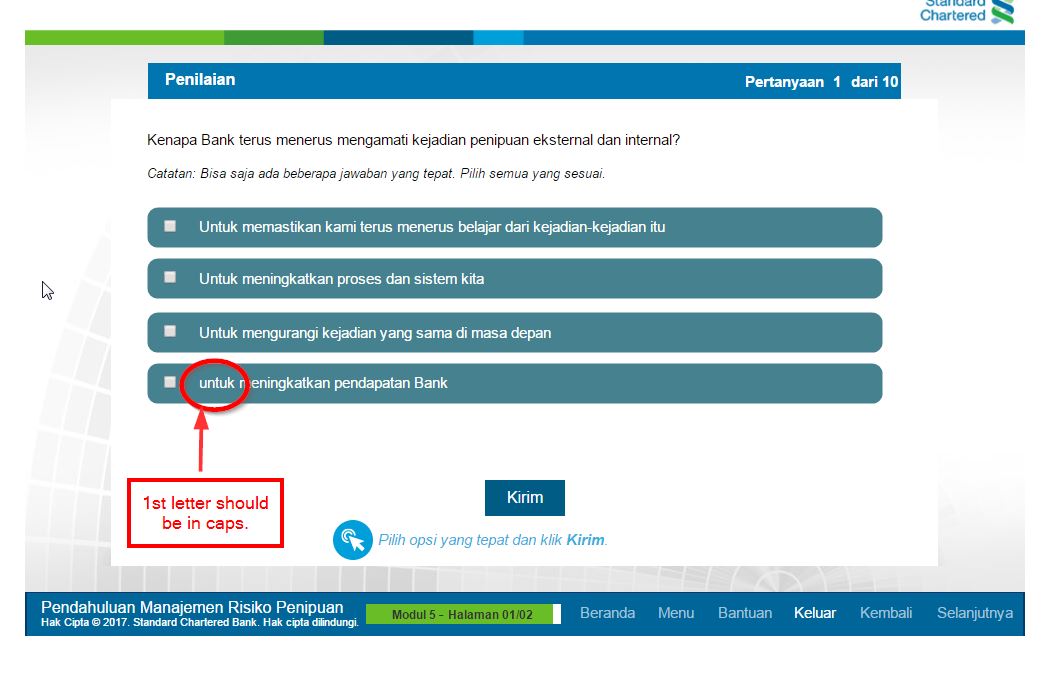 Standard
Chartered
Penilaian
Pertanyaan 1 dari 10
Kenapa Bank terus menerus mengamati kejadian penipuan eksternal dan internal?
Catatan: Bisa saja ada beberapa jawaban yang tepat. Pilih semua yang sesuai.
Untuk memastikan kami terus menerus belajar dari kejadian-kejadian itu
Untuk meningkatkan proses dan sistem kita
Untuk mengurangi kejadian yang sama di masa depan
untuk meningkatkan pendapatan Bank
1st letter should
be in caps.
Kirim
Pilih opsi yang tepat dan klik Kirim.
Pendahuluan Manajemen Risiko Penipuan
Hak Cipta © 2017. Standard Chartered Bank. Hak cipta dilindungi.
Modul 5 - Halaman 01/02
Beranda Menu Bantuan Keluar Kembali Selanjutnya